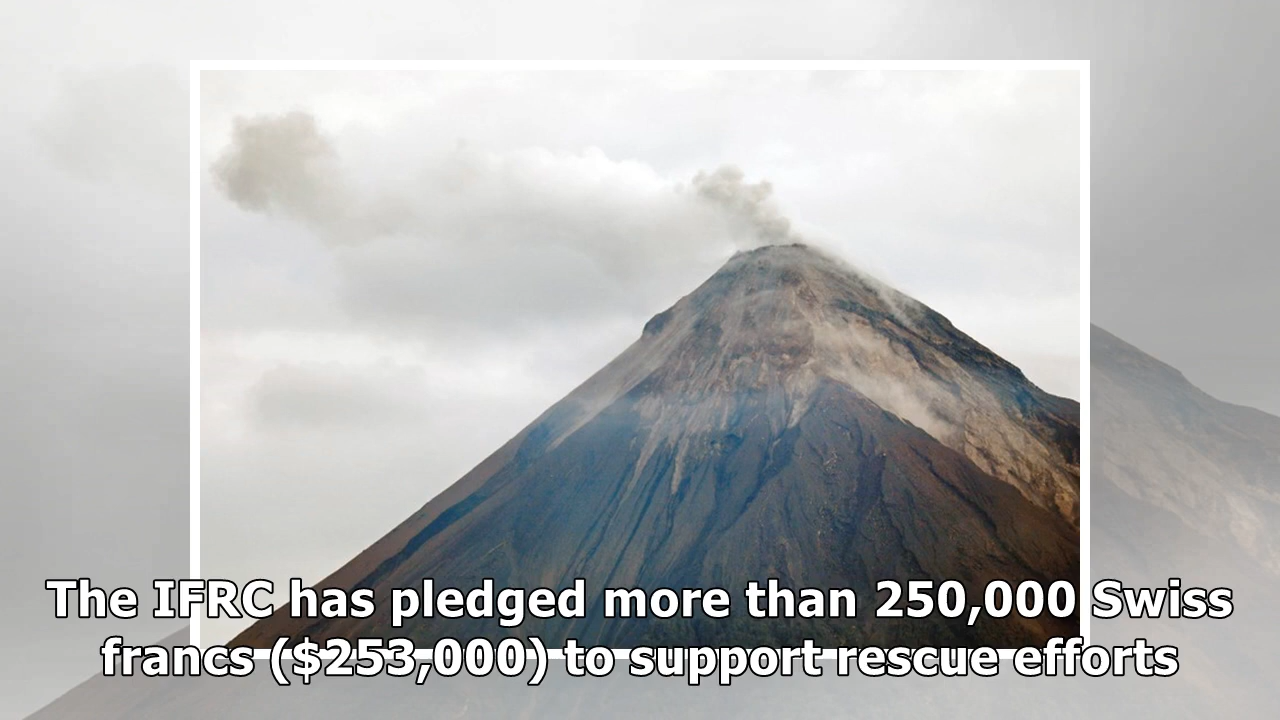 The IFRC has pledged more than 250,000 Swiss
francs ($253,000) to support rescue efforts